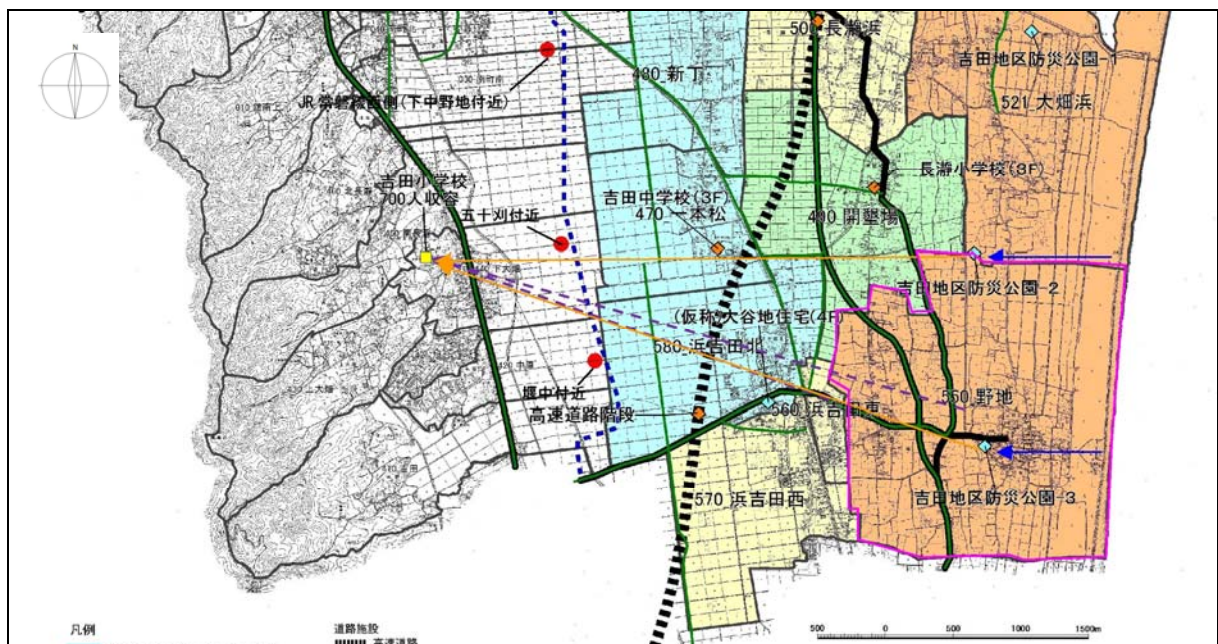 N
500 長瀞浜
吉田地区防災公園-1
480 新丁
JR 常磐線西側(下中野地付近)
521 大畑浜
吉田小学校
700人収容
長瀞小学校(3F)
吉田中学校(3F)
470 一本松
490 開墾場
五十刈付近
吉田地区防災公園-2
(仮称)大谷地住宅(4F)
580 浜吉田北
堀中付近
550 野地
高速道路階段
560 浜吉田東
570 浜吉田西
吉田地区防災公園-3
凡例
道路施設
高速道路
500 0 500 1000 1500m